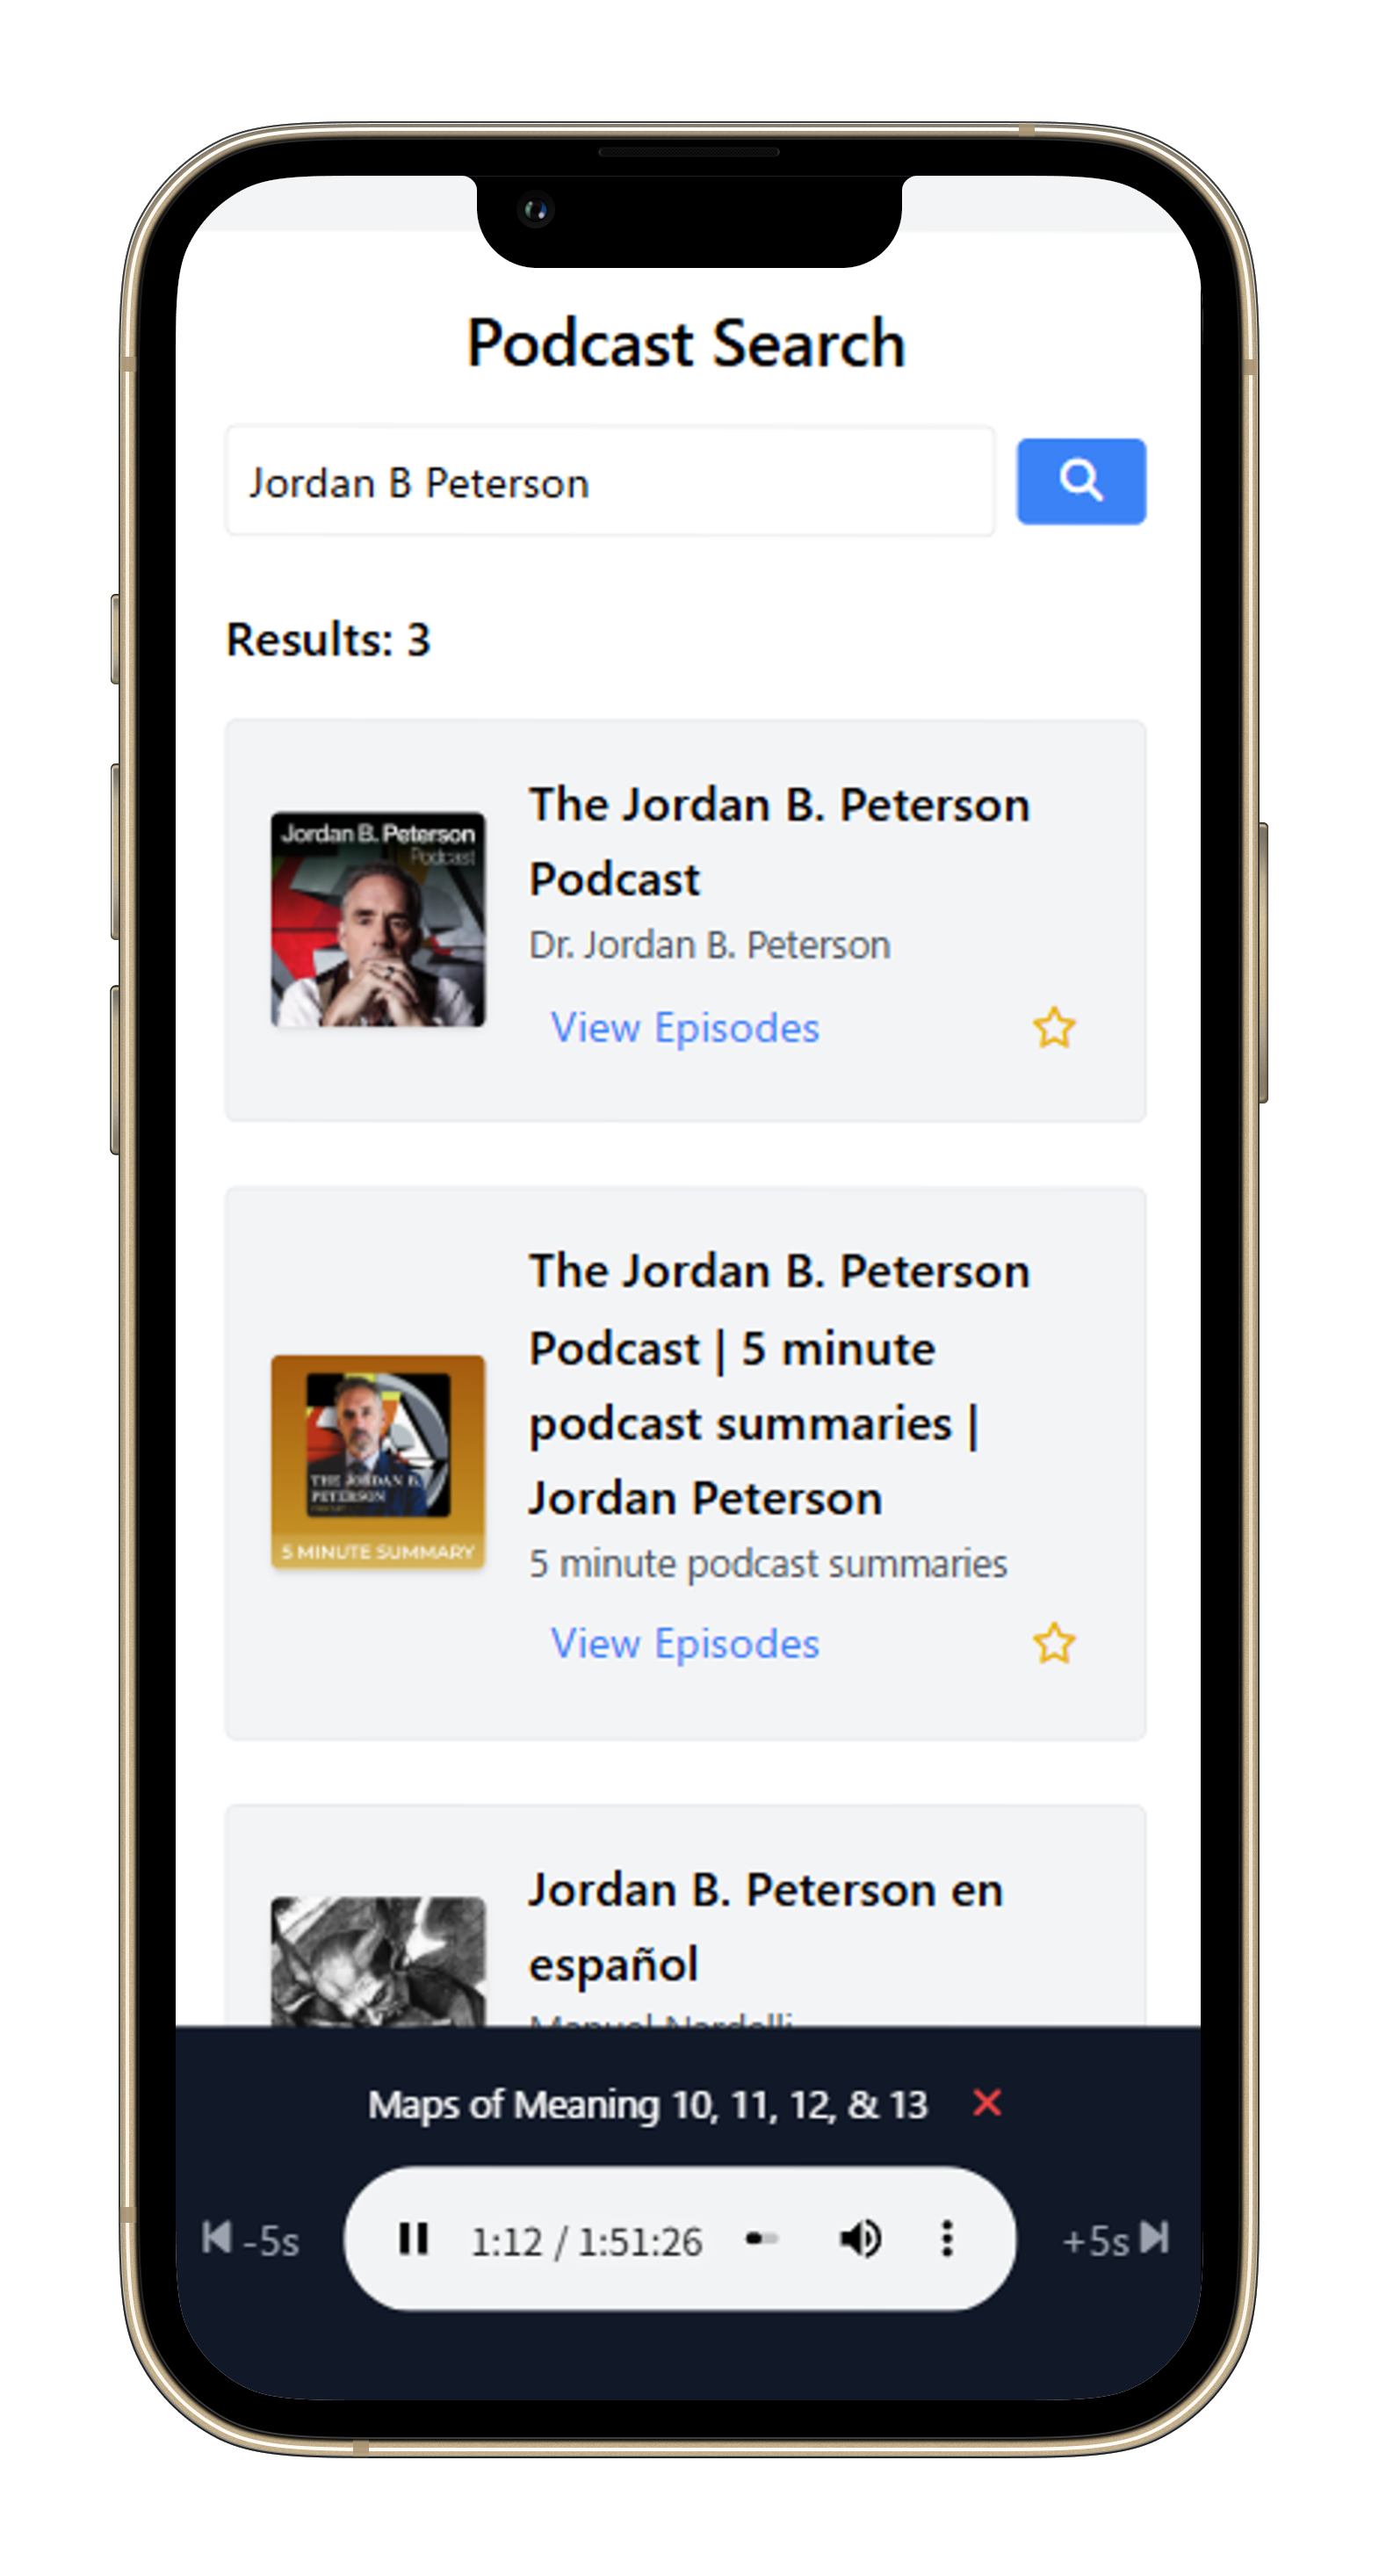 Podcast Search
Jordan B Peterson
Results: 3
Jordan B. Peterson
Podcast
The Jordan B. Peterson
Podcast
Dr. Jordan B. Peterson
View Episodes
THE JORDAN B.
PETERSON
5 MINUTE SUMMARY
The Jordan B. Peterson
Podcast | 5 minute
podcast summaries |
Jordan Peterson
5 minute podcast summaries
View Episodes
Jordan B. Peterson en
español
Manuel Nardelli
Maps of Meaning 10, 11, 12, & 13
-5s
1:12 / 1:51:26
+5s